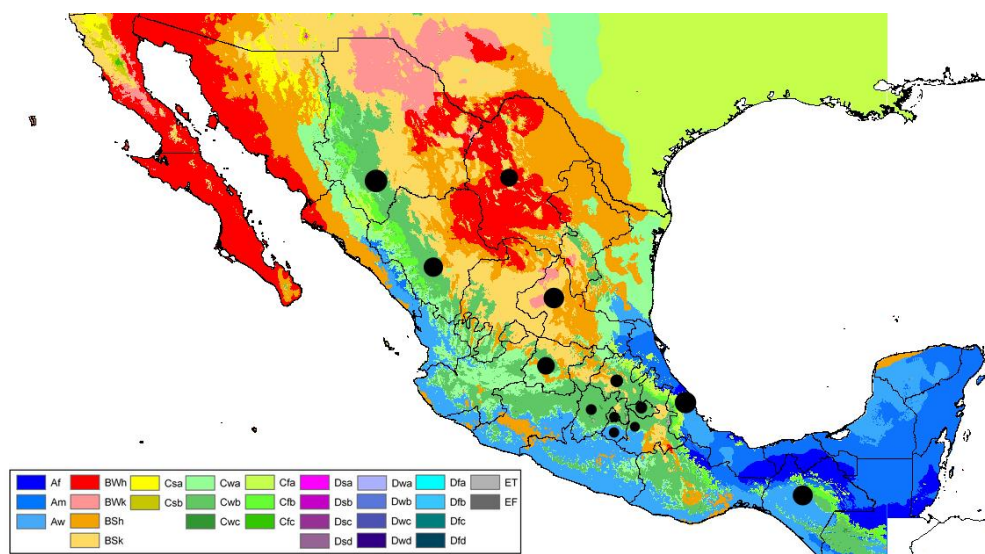 Af BWh Csa Cwa Cfa Dsa Dwa Dfa ET
Am BWk Csb Cwb Cfb Dsb Dwb Dfb EF
Aw BSh Cwc Cfc Dsc Dwc Dfc
BSk Dsd Dwd Dfd